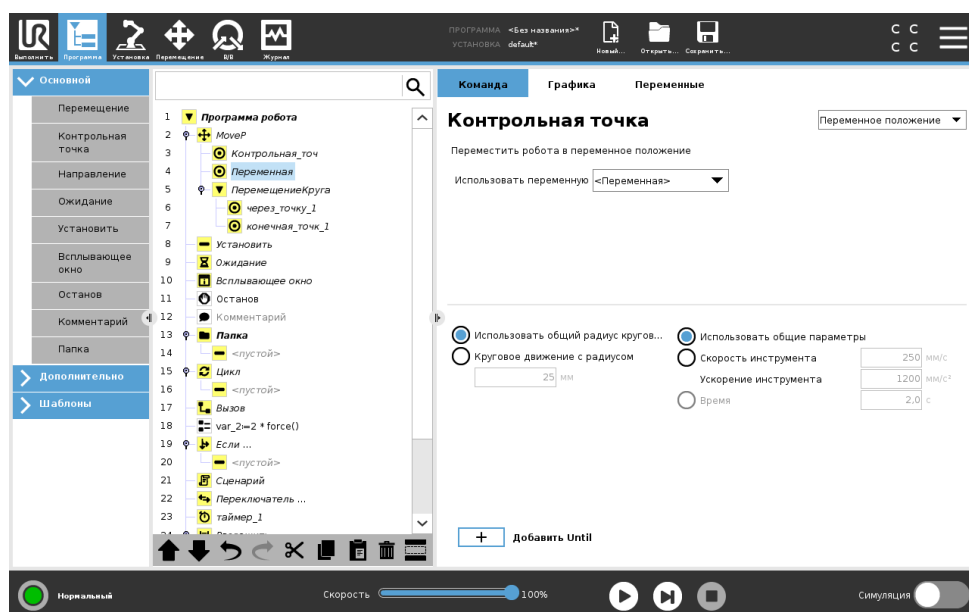 ПРОГРАММА <Без названия>*
УСТАНОВКА default*
Выполнить Программа Установка Перемещение В/В Журнал
Новый... Открыть... Сохранить...
C C
C C
Основной
Перемещение
Контрольная
точка
Направление
Ожидание
Установить
Всплывающее
окно
Останов
Комментарий
Папка
Дополнительно
Шаблоны
1 Программа робота
2 MoveP
3 Контрольная_точ
4 Переменная
5 ПеремещениеКруга
6 через_точку_1
7 конечная_точк_1
8 Установить
9 Ожидание
10 Всплывающее окно
11 Останов
12 Комментарий
13 Папка
14 <пустой>
15 Цикл
16 <пустой>
17 Вызов
18 var_2≔2 * force()
19 Если ...
20 <пустой>
21 Сценарий
22 Переключатель ...
23 таймер_1
Команда Графика Переменные
Контрольная точка
Переменное положение
Переместить робота в переменное положение
Использовать переменную <Переменная>
Использовать общий радиус кругов...
Круговое движение с радиусом
25 мм
Использовать общие параметры
Скорость инструмента 250 мм/с
Ускорение инструмента 1200 мм/с²
Время 2,0 с
+ Добавить Until
Нормальный
Скорость 100%
Симуляция